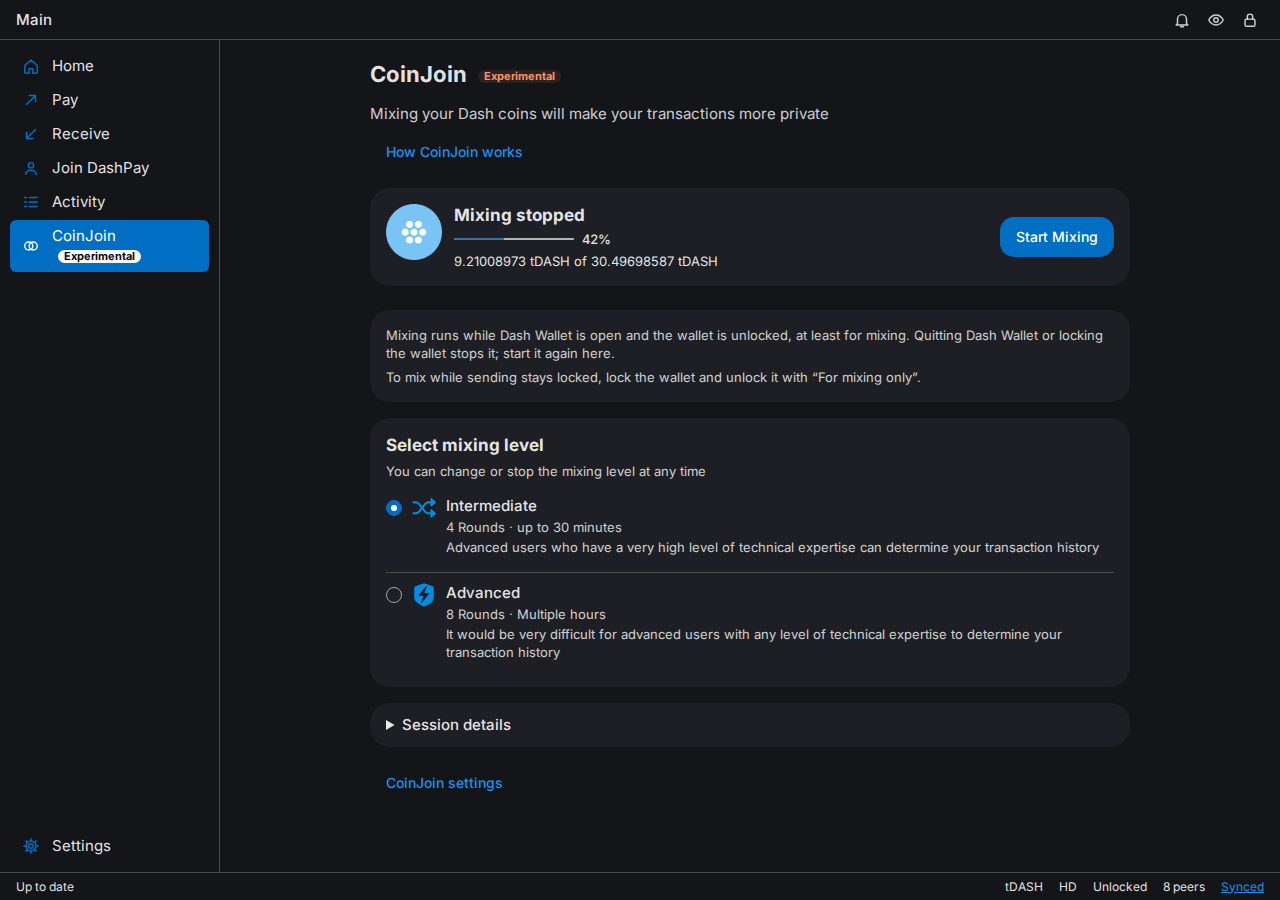 Main
Home
Pay
Receive
Join DashPay
Activity
CoinJoin
Experimental
Settings
CoinJoin Experimental
Mixing your Dash coins will make your transactions more private
How CoinJoin works
Mixing stopped
42%
9.21008973 tDASH of 30.49698587 tDASH
Start Mixing
Mixing runs while Dash Wallet is open and the wallet is unlocked, at least for mixing. Quitting Dash Wallet or locking
the wallet stops it; start it again here.
To mix while sending stays locked, lock the wallet and unlock it with “For mixing only”.
Select mixing level
You can change or stop the mixing level at any time
Intermediate
4 Rounds · up to 30 minutes
Advanced users who have a very high level of technical expertise can determine your transaction history
Advanced
8 Rounds · Multiple hours
It would be very difficult for advanced users with any level of technical expertise to determine your
transaction history
Session details
CoinJoin settings
Up to date
tDASH HD Unlocked 8 peers Synced